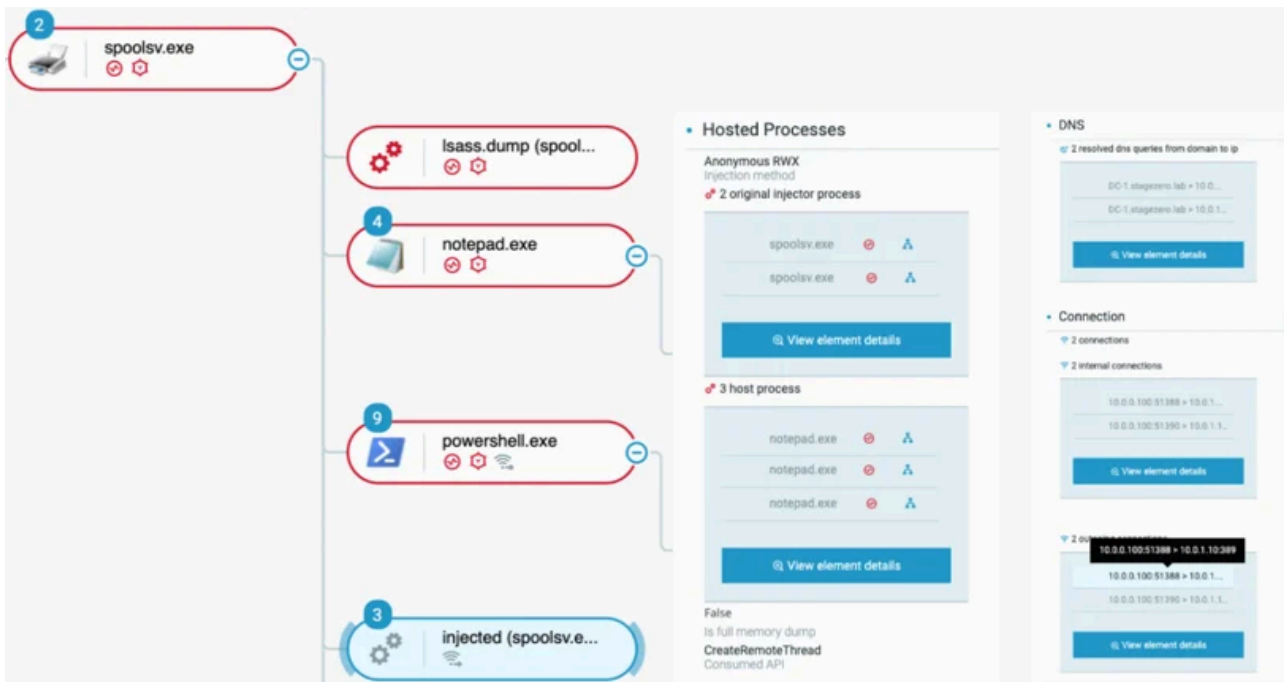 2
spoolsv.exe
lsass.dump (spool...
4
notepad.exe
9
powershell.exe
3
injected (spoolsv.e...
Hosted Processes
Anonymous RWX
Injection method
2 original injector process
spoolsv.exe
spoolsv.exe
View element details
3 host process
notepad.exe
notepad.exe
notepad.exe
View element details
False
Is full memory dump
CreateRemoteThread
Consumed API
DNS
2 resolved dns queries from domain to ip
DC-1.stagezero.lab > 10.0...
DC-1.stagezero.lab > 10.0.1...
View element details
Connection
2 connections
2 internal connections
10.0.0.100:51388 > 10.0.1...
10.0.0.100:51390 > 10.0.1.1...
View element details
10.0.0.100:51388 > 10.0.1.10:389
10.0.0.100:51388 > 10.0.1...
10.0.0.100:51390 > 10.0.1.1...
View element details